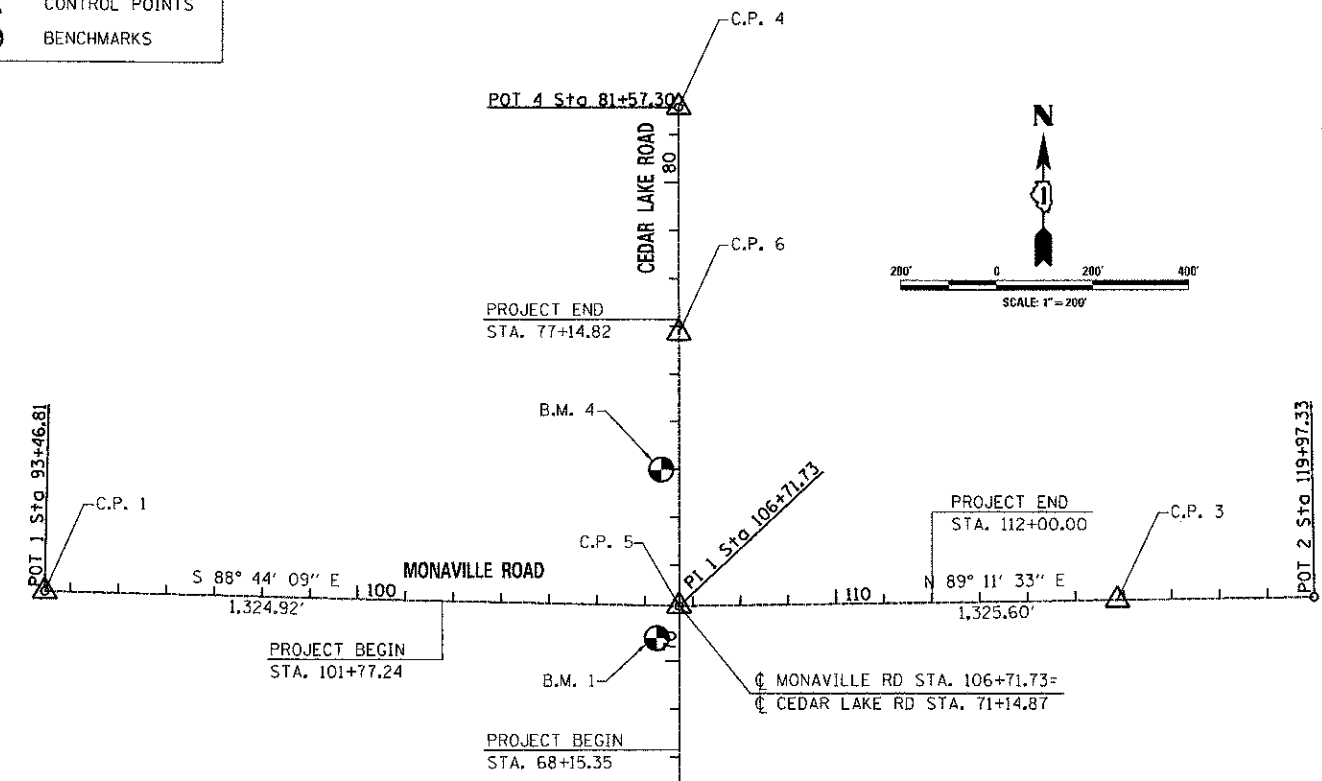 CONTROL POINTS
BENCHMARKS
C.P. 4
POT 4 Sta 81+57.30
CEDAR LAKE ROAD
80
N
1
C.P. 6
200' 0 200' 400'
SCALE: 1" = 200'
PROJECT END
STA. 77+14.82
B.M. 4
POT 1 Sta 93+46.81
C.P. 1
C.P. 5
PI 1 Sta 106+71.73
PROJECT END
STA. 112+00.00
C.P. 3
POT 2 Sta 119+97.33
S 88° 44' 09" E
1,324.92'
100
MONAVILLE ROAD
110
N 89° 11' 33" E
1,325.60'
PROJECT BEGIN
STA. 101+77.24
B.M. 1
℄ MONAVILLE RD STA. 106+71.73=
℄ CEDAR LAKE RD STA. 71+14.87
PROJECT BEGIN
STA. 68+15.35